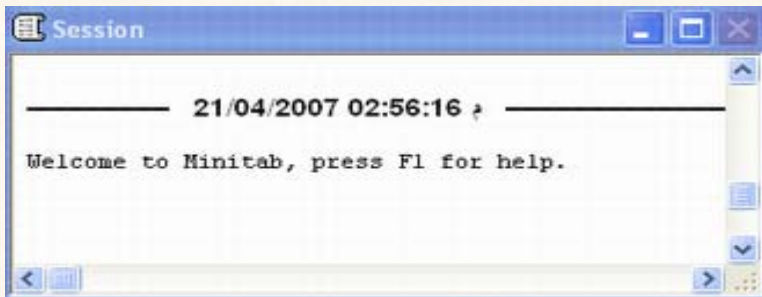 Session
21/04/2007 02:56:16 م
Welcome to Minitab, press F1 for help.